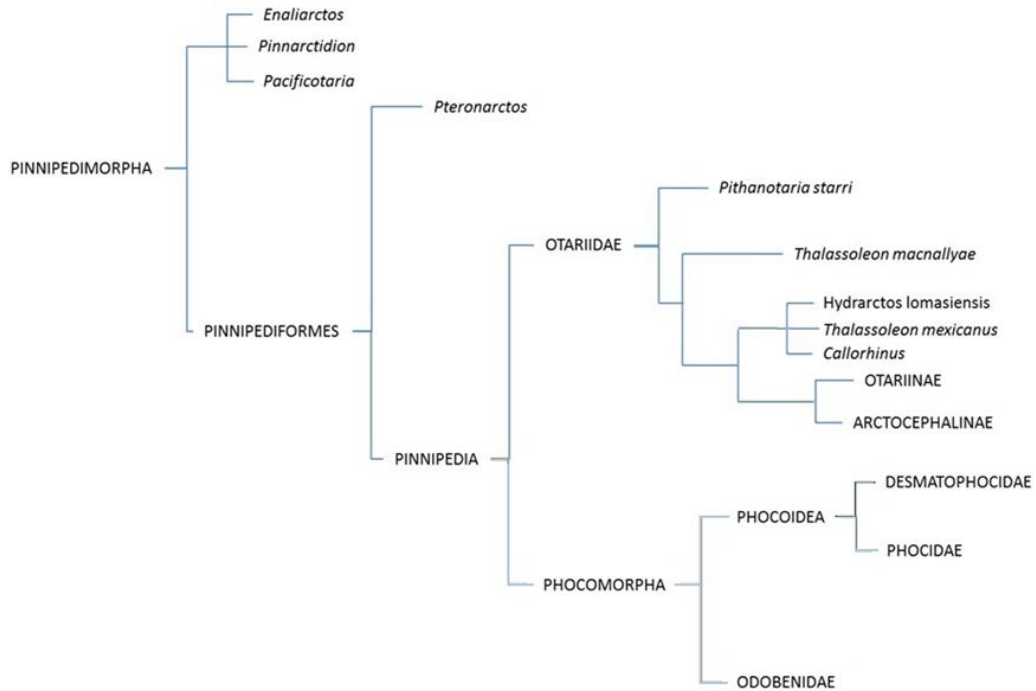 Enaliarctos
Pinnarctidion
Pacificotaria
Pteronarctos
PINNIPEDIMORPHA
Pithanotaria starri
OTARIIDAE
Thalassoleon macnallyae
Hydrarctos lomasiensis
PINNIPEDIFORMES
Thalassoleon mexicanus
Callorhinus
OTARIINAE
ARCTOCEPHALINAE
PINNIPEDIA
DESMATOPHOCIDAE
PHOCOIDEA
PHOCIDAE
PHOCOMORPHA
ODOBENIDAE